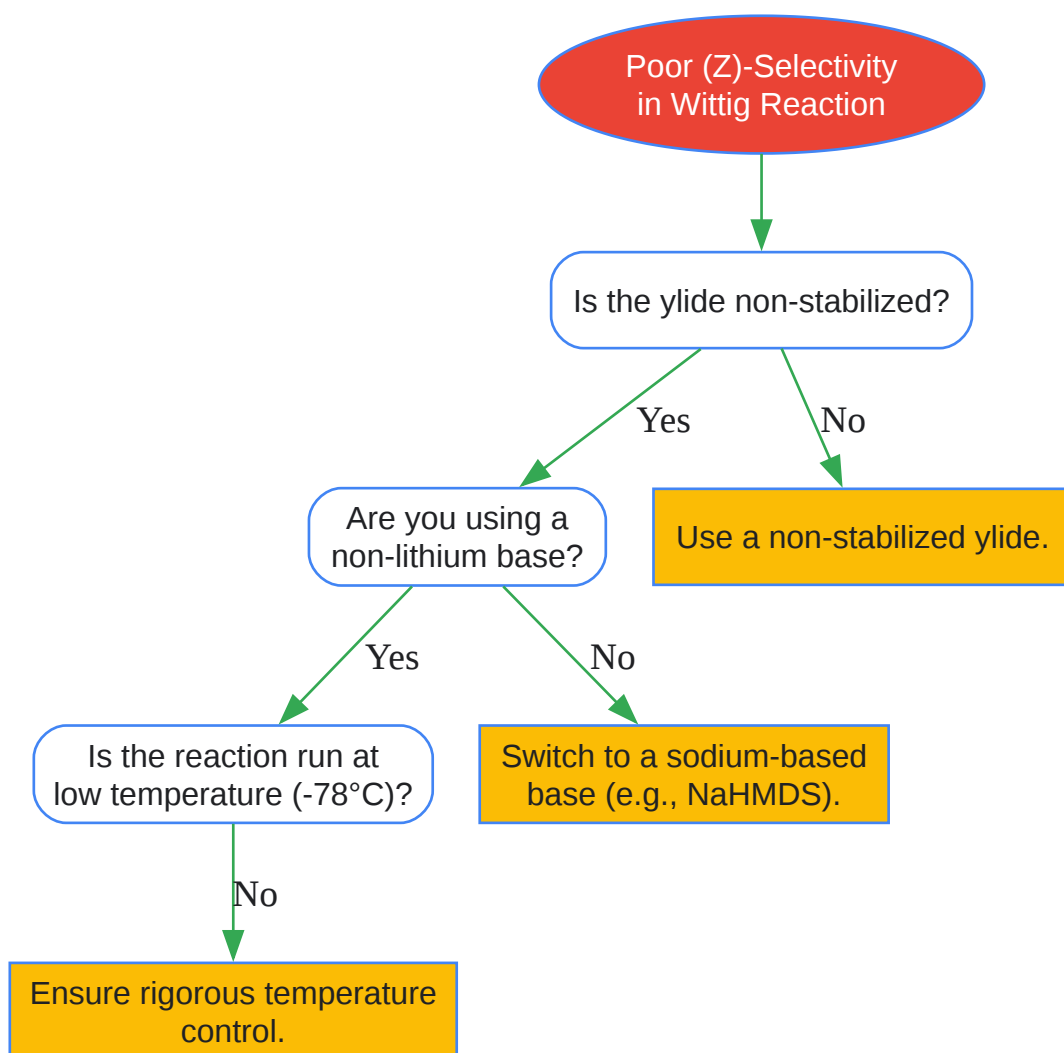 Poor (Z)-Selectivity
in Wittig Reaction
Is the ylide non-stabilized?
Yes
No
Are you using a
non-lithium base?
Use a non-stabilized ylide.
Yes
No
Is the reaction run at
low temperature (-78°C)?
Switch to a sodium-based
base (e.g., NaHMDS).
No
Ensure rigorous temperature
control.